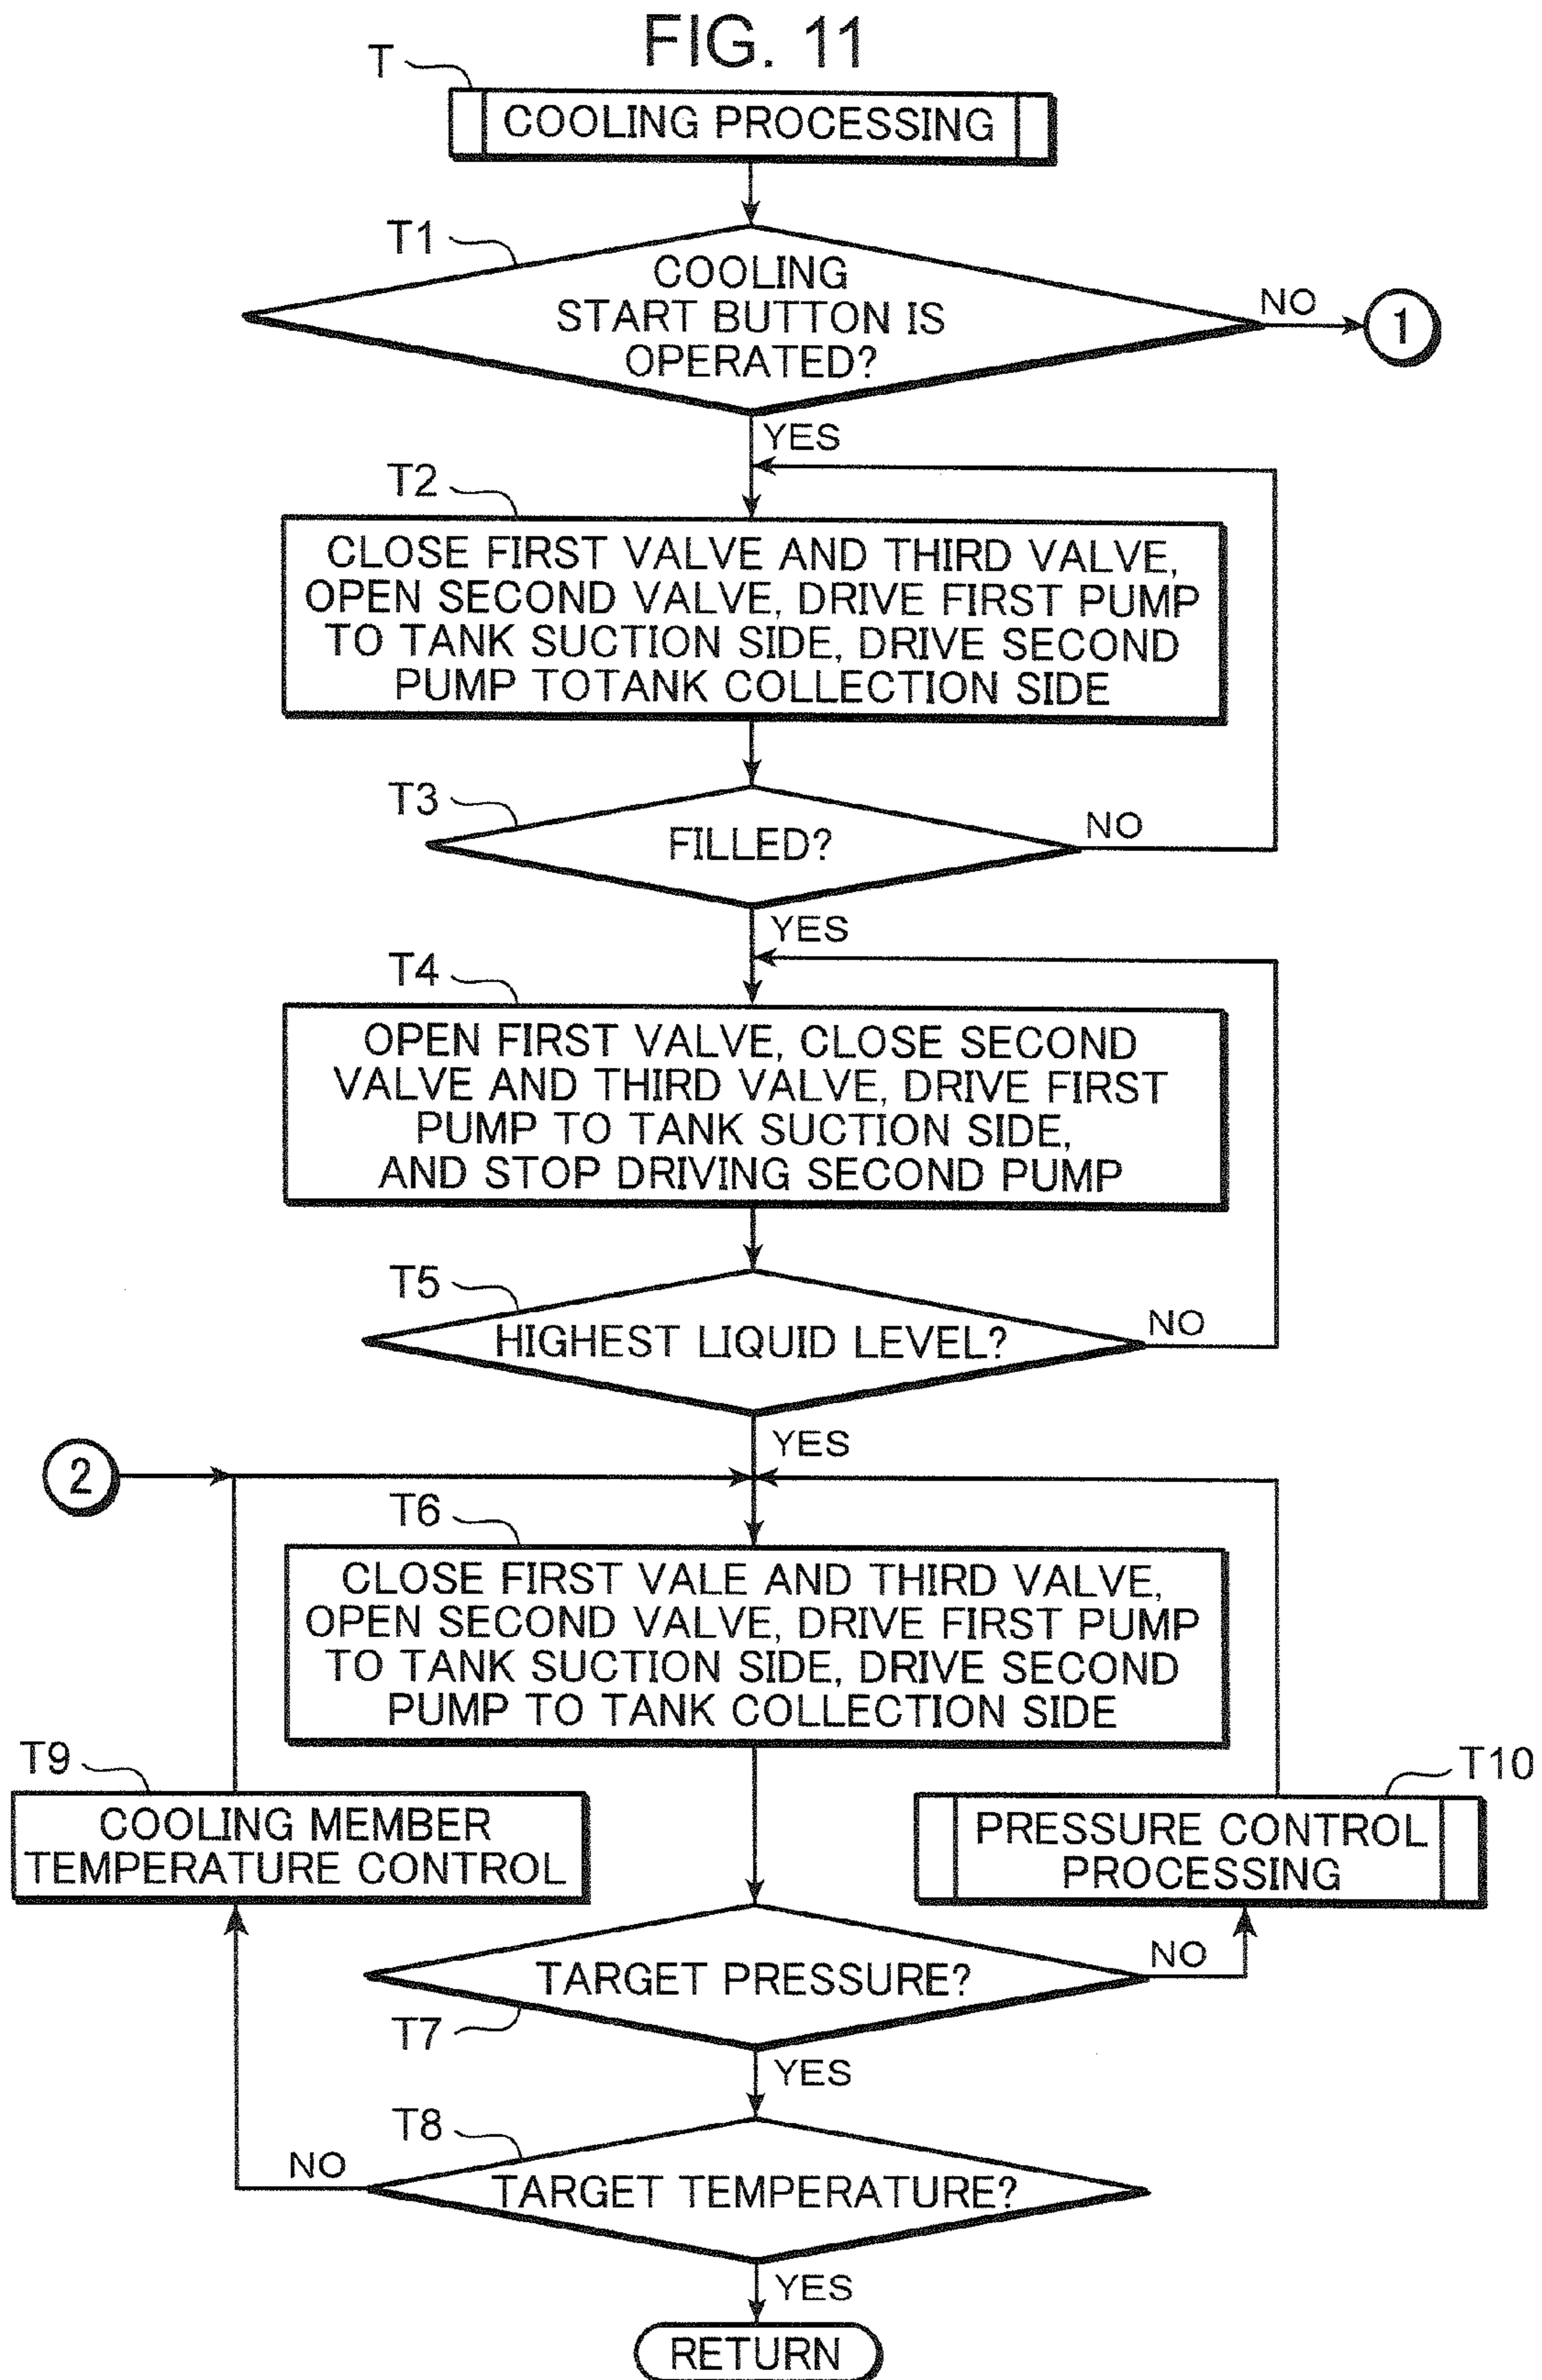 FIG. 11
T
COOLING PROCESSING
T1
COOLING
START BUTTON IS
OPERATED?
NO
1
YES
T2
CLOSE FIRST VALVE AND THIRD VALVE,
OPEN SECOND VALVE, DRIVE FIRST PUMP
TO TANK SUCTION SIDE, DRIVE SECOND
PUMP TOTANK COLLECTION SIDE
T3
FILLED?
NO
YES
T4
OPEN FIRST VALVE, CLOSE SECOND
VALVE AND THIRD VALVE, DRIVE FIRST
PUMP TO TANK SUCTION SIDE,
AND STOP DRIVING SECOND PUMP
T5
HIGHEST LIQUID LEVEL?
NO
YES
2
T6
CLOSE FIRST VALE AND THIRD VALVE,
OPEN SECOND VALVE, DRIVE FIRST PUMP
TO TANK SUCTION SIDE, DRIVE SECOND
PUMP TO TANK COLLECTION SIDE
T9
COOLING MEMBER
TEMPERATURE CONTROL
T10
PRESSURE CONTROL
PROCESSING
TARGET PRESSURE?
NO
T7
YES
T8
TARGET TEMPERATURE?
NO
YES
RETURN